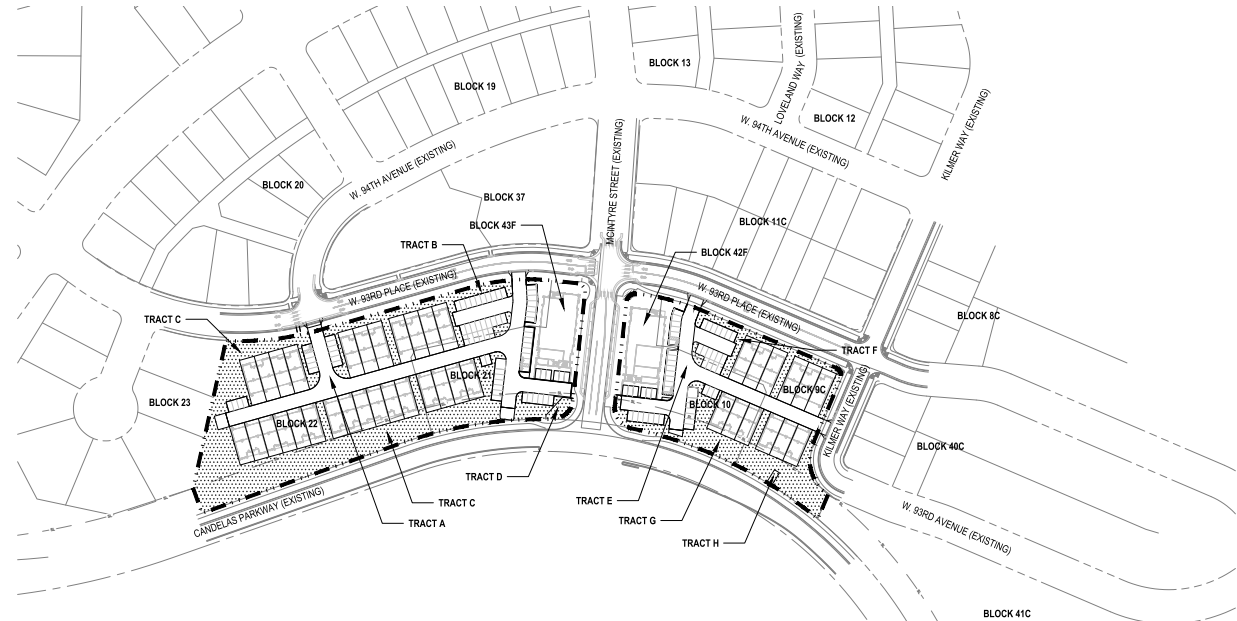 BLOCK 13
LOVELAND WAY (EXISTING)
BLOCK 19
BLOCK 12
W. 94TH AVENUE (EXISTING)
KILMER WAY (EXISTING)
W. 94TH AVENUE (EXISTING)
MCINTYRE STREET (EXISTING)
BLOCK 20
BLOCK 37
BLOCK 11C
BLOCK 43F
TRACT B
BLOCK 42F
W. 93RD PLACE (EXISTING)
W. 93RD PLACE (EXISTING)
BLOCK 8C
TRACT C
TRACT F
BLOCK 21
BLOCK 9C
BLOCK 23
BLOCK 10
BLOCK 22
KILMER WAY (EXISTING)
BLOCK 40C
TRACT D
TRACT C
TRACT E
CANDELAS PARKWAY (EXISTING)
TRACT A
TRACT G
W. 93RD AVENUE (EXISTING)
TRACT H
BLOCK 41C